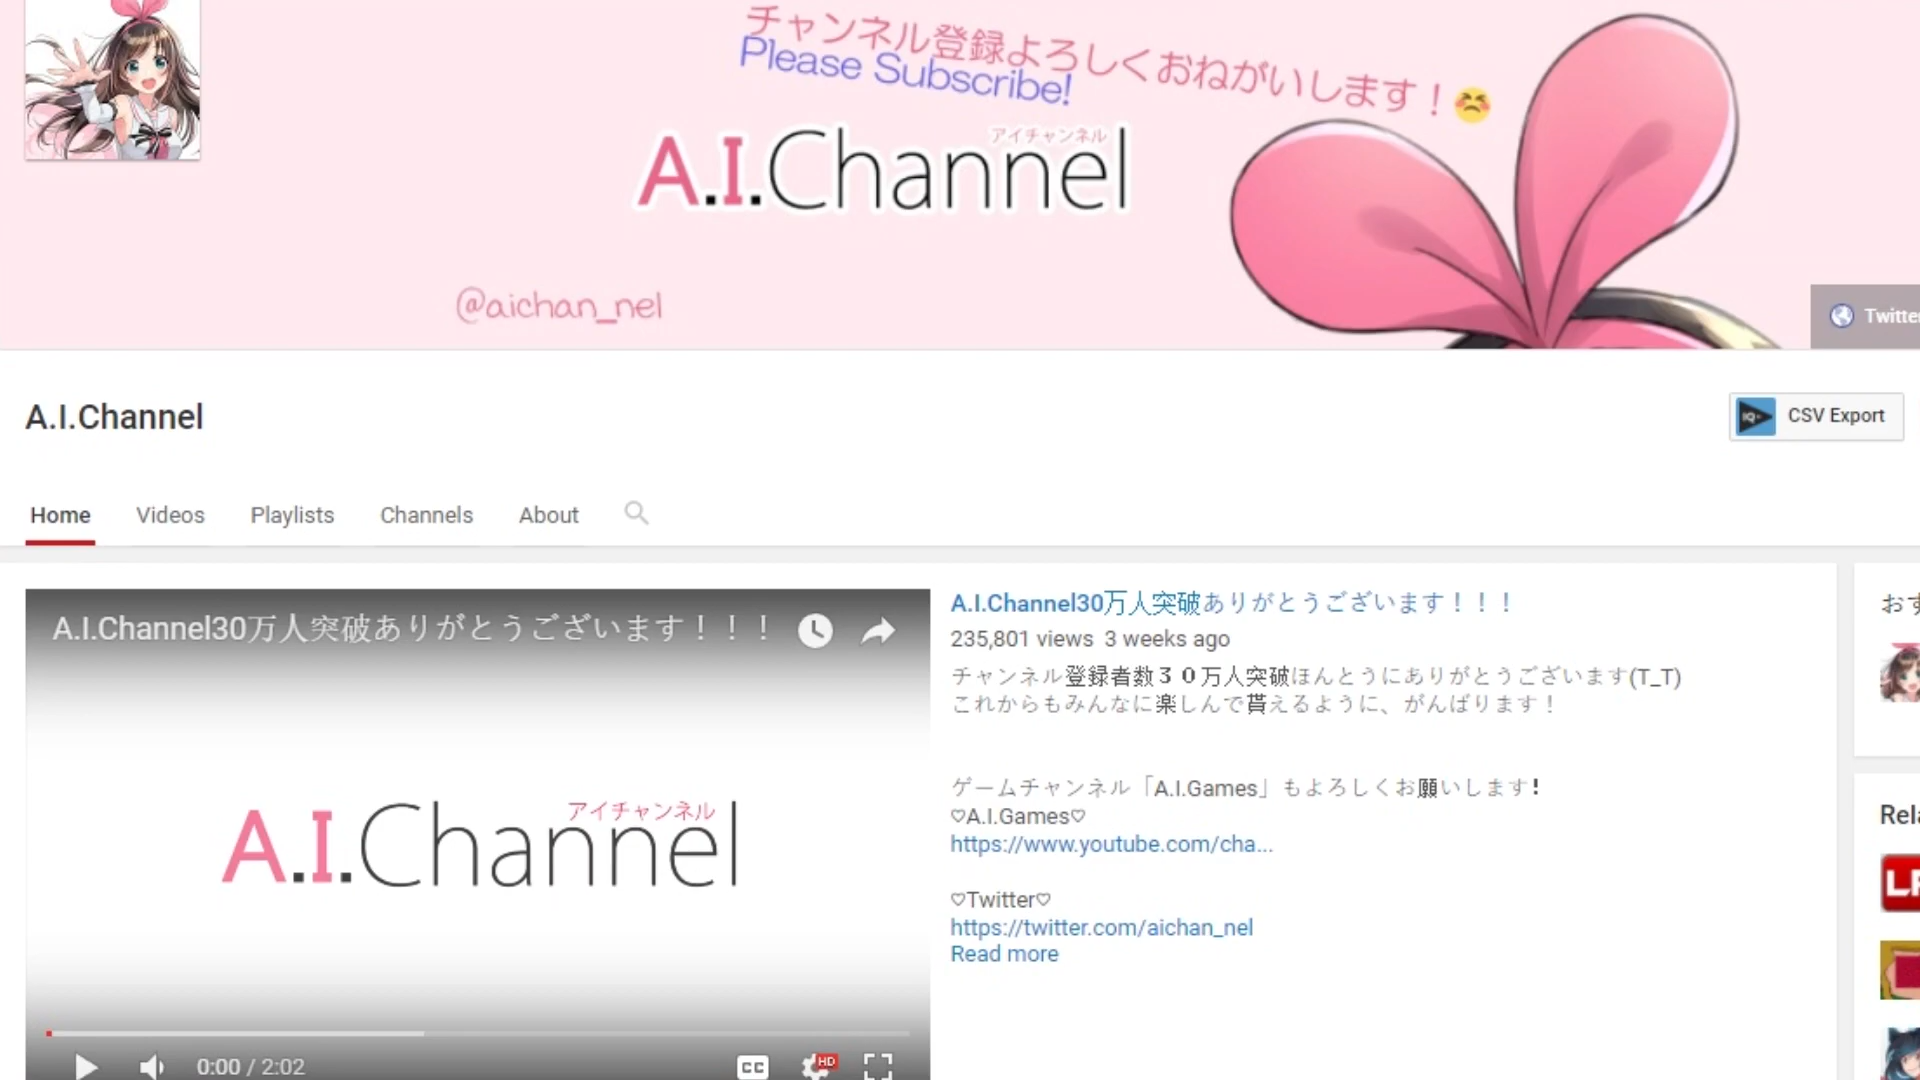 チャンネル登録よろしくおねがいします！
Please Subscribe!
アイチャンネル
A.I.Channel
@aichan_nel
Twitter
A.I.Channel
CSV Export
Home Videos Playlists Channels About
A.I.Channel30万人突破ありがとうございます！！！
アイチャンネル
A.I.Channel
0:00 / 2:02
CC HD
A.I.Channel30万人突破ありがとうございます！！！
235,801 views 3 weeks ago
チャンネル登録者数３０万人突破ほんとうにありがとうございます(T_T)
これからもみんなに楽しんで貰えるように、がんばります！
ゲームチャンネル「A.I.Games」もよろしくお願いします!
♡A.I.Games♡
https://www.youtube.com/cha...
♡Twitter♡
https://twitter.com/aichan_nel
Read more
おす
Rela